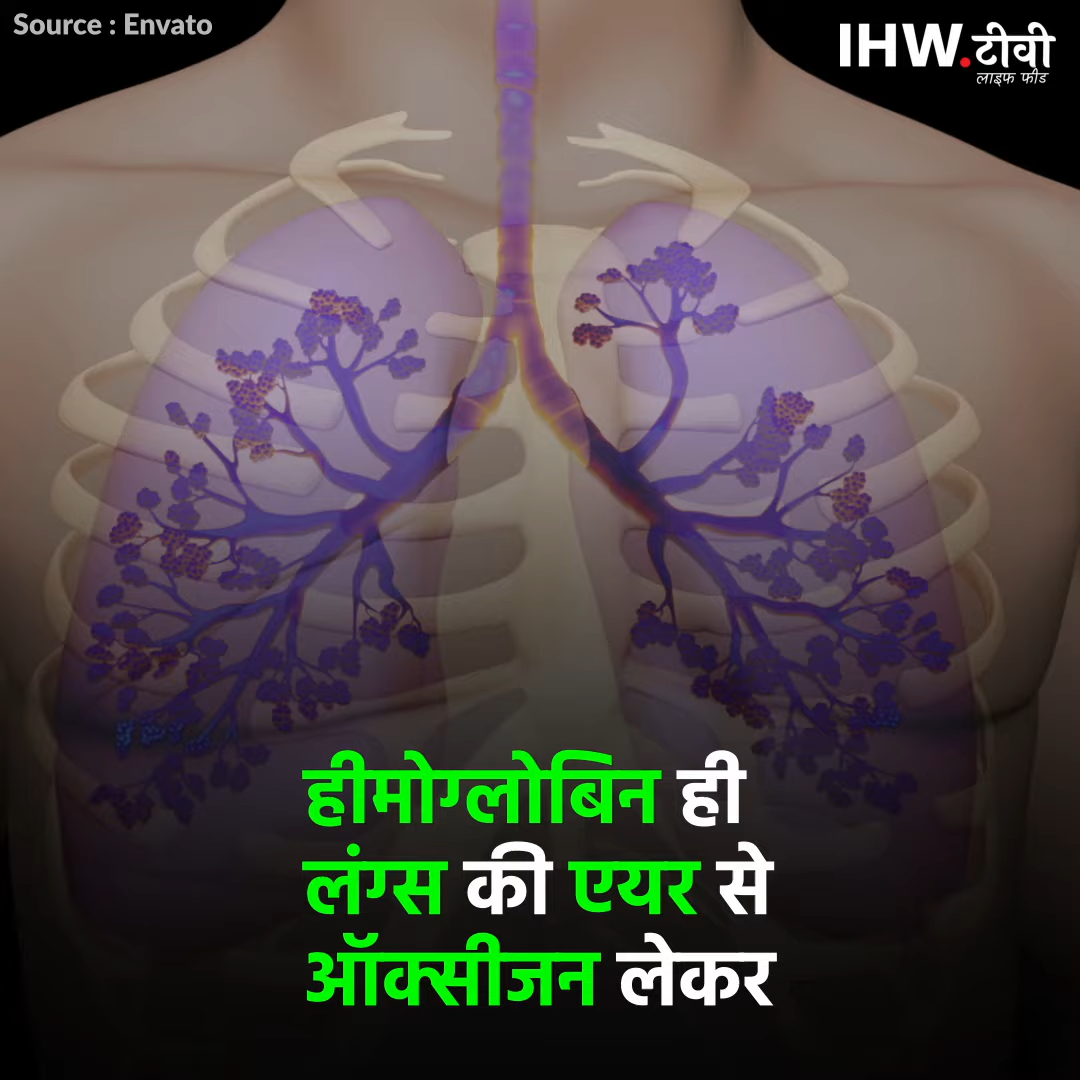 Source : Envato
IHW.टीवी
लाइफ फीड
हीमोग्लोबिन ही
लंग्स की एयर से
ऑक्सीजन लेकर